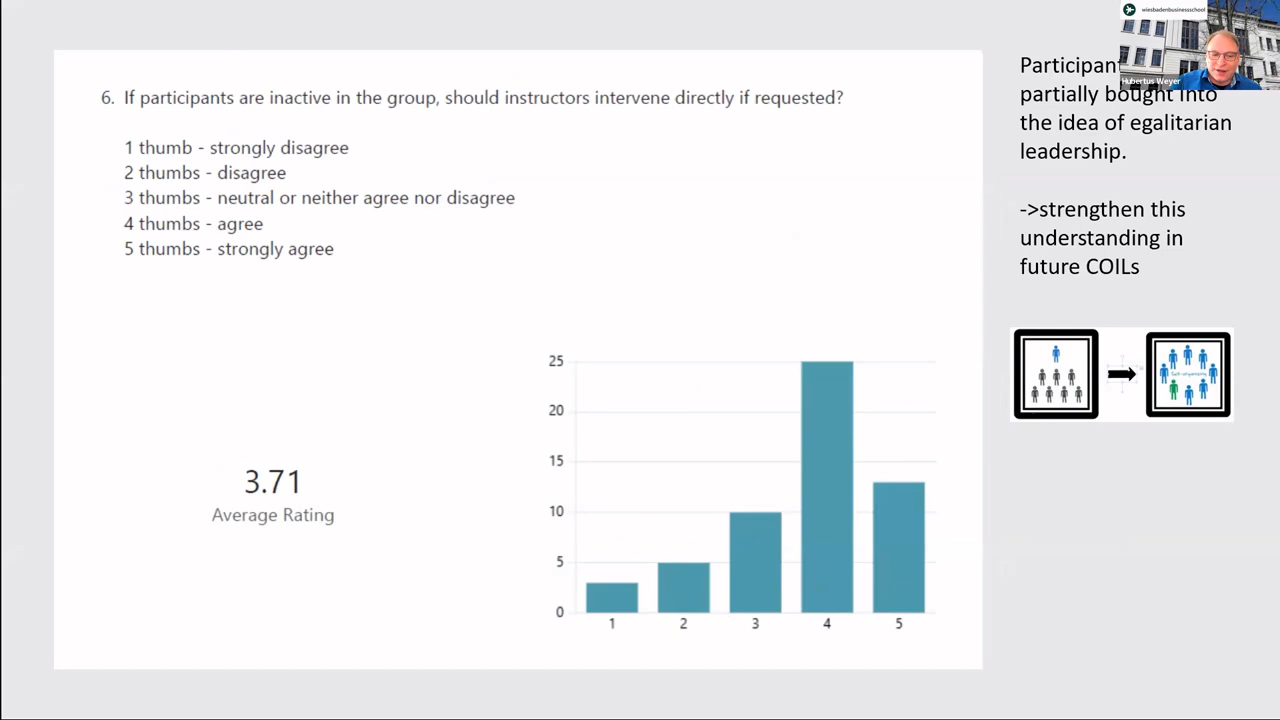 6. If participants are inactive in the group, should instructors intervene directly if requested?
1 thumb - strongly disagree
2 thumbs - disagree
3 thumbs - neutral or neither agree nor disagree
4 thumbs - agree
5 thumbs - strongly agree
3.71
Average Rating
25
20
15
10
5
0
1 2 3 4 5
wiesbadenbusinessschool
Hubertus Weyer
partially bought into
the idea of egalitarian
leadership.
->strengthen this
understanding in
future COILs